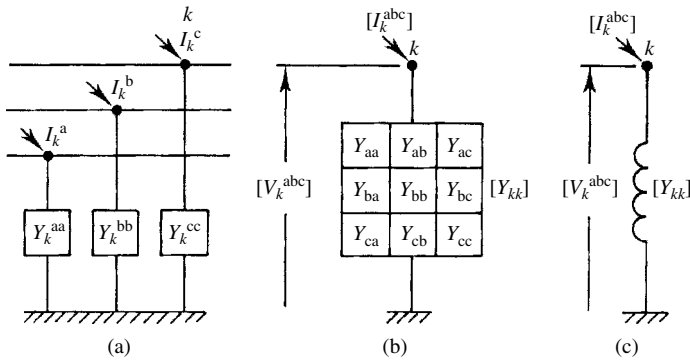 k
I_k^c
I_k^b
I_k^a
Y_k^aa Y_k^bb Y_k^cc
(a)
[I_k^abc]
k
Y_aa Y_ab Y_ac
[V_k^abc] Y_ba Y_bb Y_bc [Y_kk]
Y_ca Y_cb Y_cc
(b)
[I_k^abc]
k
[V_k^abc] [Y_kk]
(c)